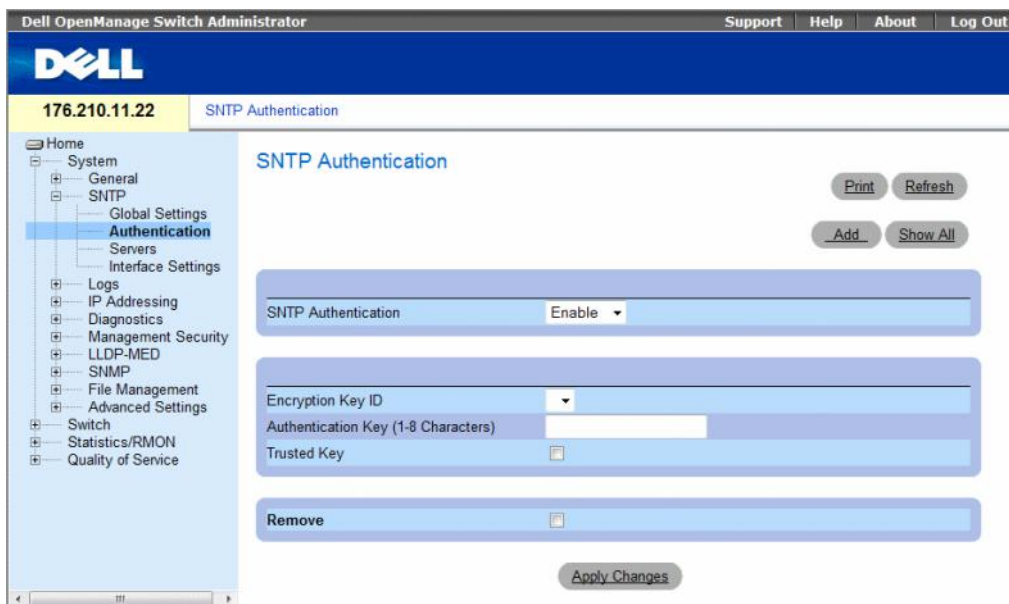 Dell OpenManage Switch Administrator
Support Help About Log Out
DELL
176.210.11.22
SNTP Authentication
Home
System
General
SNTP
Global Settings
Authentication
Servers
Interface Settings
Logs
IP Addressing
Diagnostics
Management Security
LLDP-MED
SNMP
File Management
Advanced Settings
Switch
Statistics/RMON
Quality of Service
SNTP Authentication
Print Refresh
Add Show All
SNTP Authentication Enable
Encryption Key ID
Authentication Key (1-8 Characters)
Trusted Key
Remove
Apply Changes